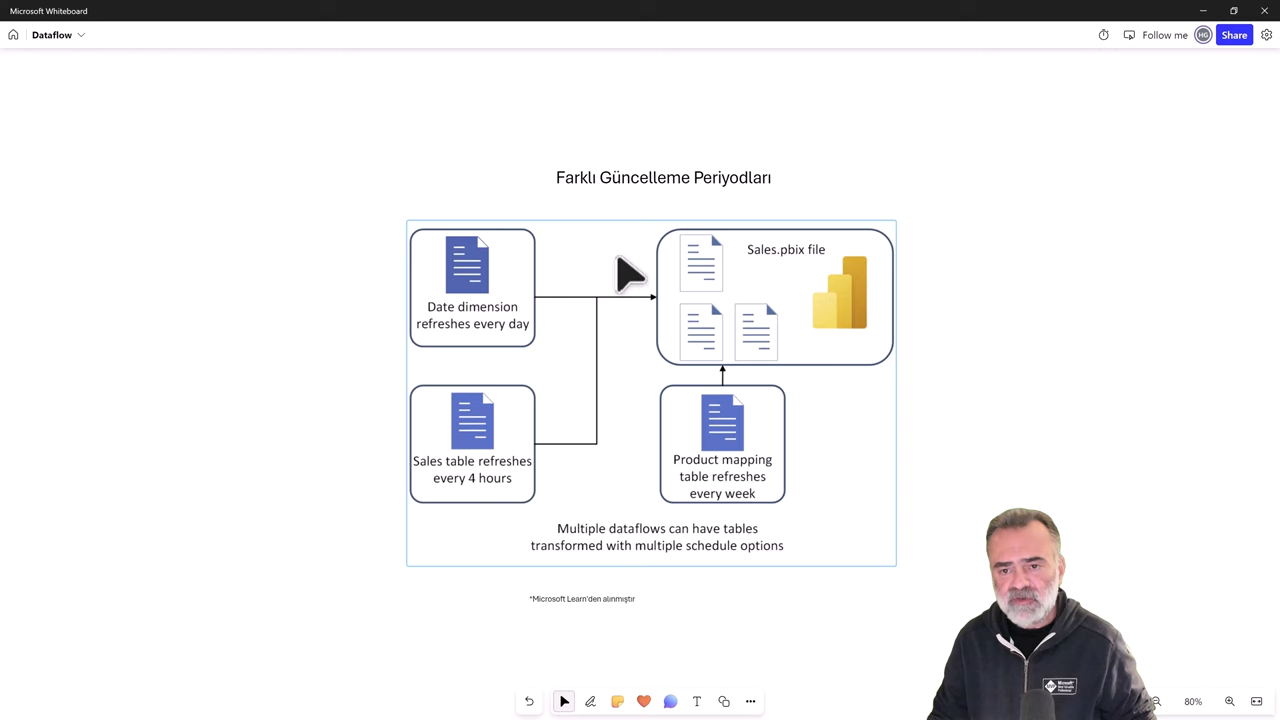 Microsoft Whiteboard
Dataflow
Follow me
HG
Share
Farklı Güncelleme Periyodları
Date dimension
refreshes every day
Sales.pbix file
Sales table refreshes
every 4 hours
Product mapping
table refreshes
every week
Multiple dataflows can have tables
transformed with multiple schedule options
*Microsoft Learn'den alınmıştır
80%